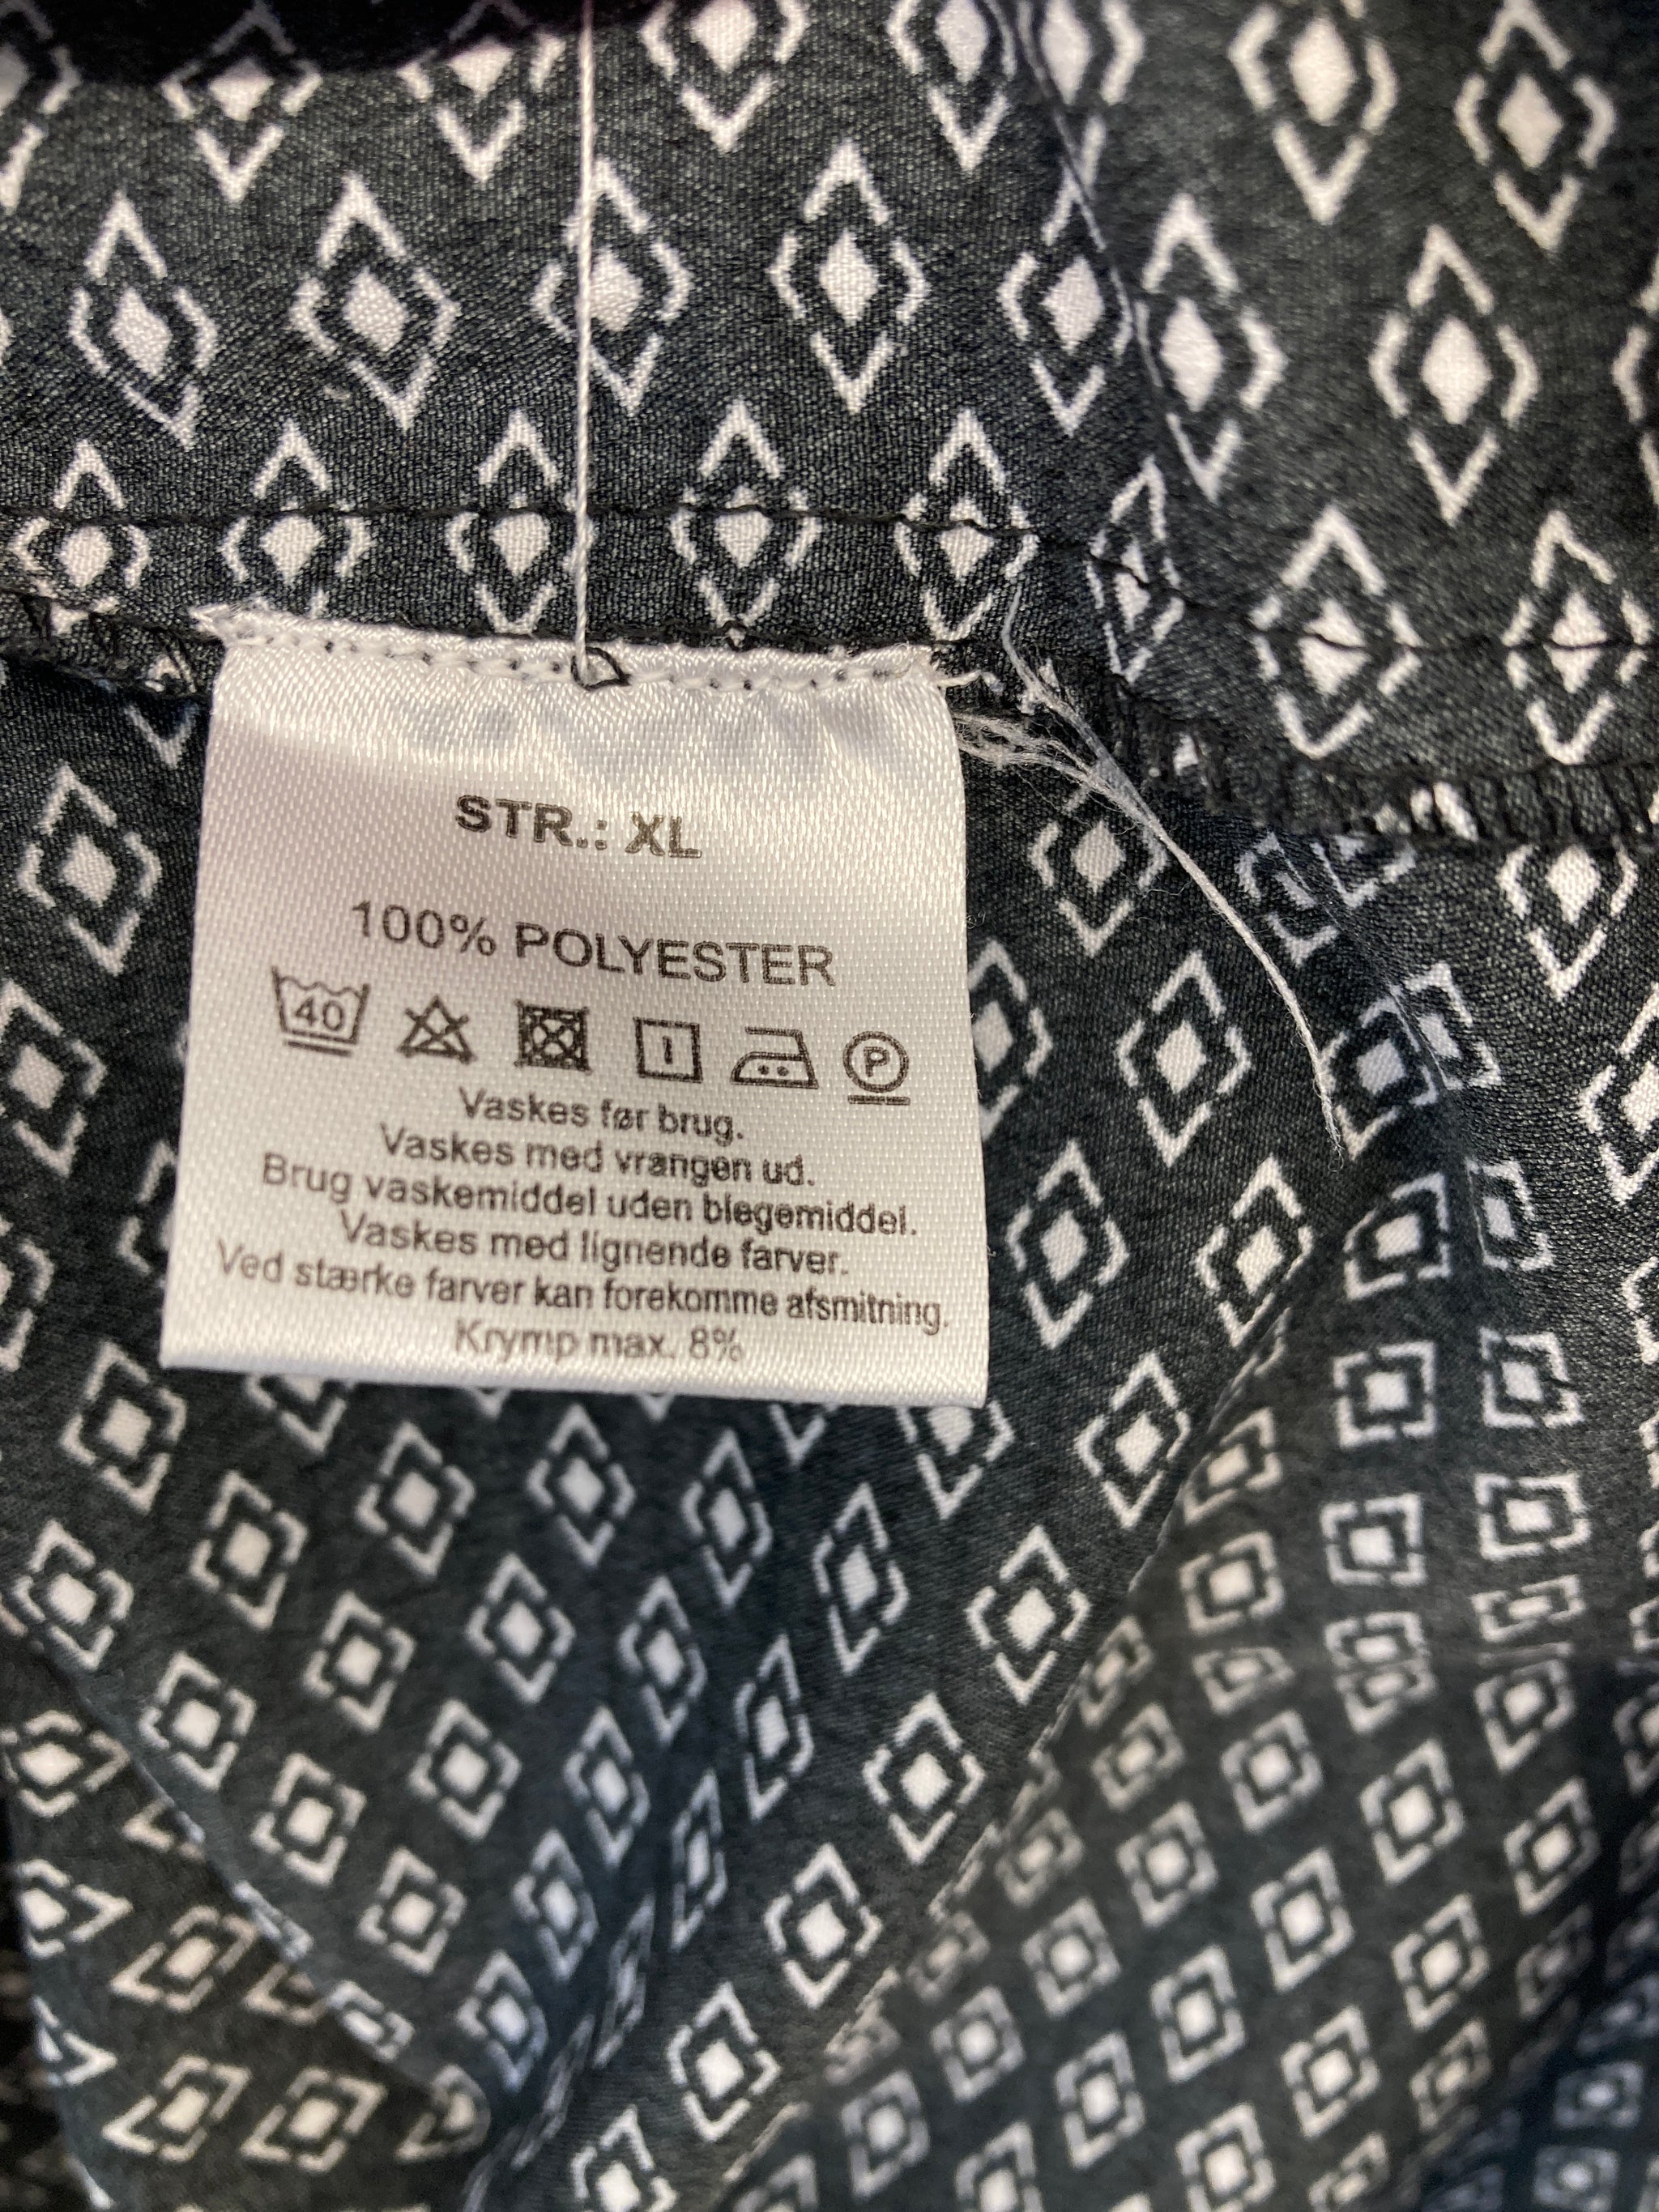 STR.: XL
100% POLYESTER
40 P
Vaskes før brug.
Vaskes med vrangen ud.
Brug vaskemiddel uden blegemiddel.
Vaskes med lignende farver.
Ved stærke farver kan forekomme afsmitning.
Krymp max. 8%